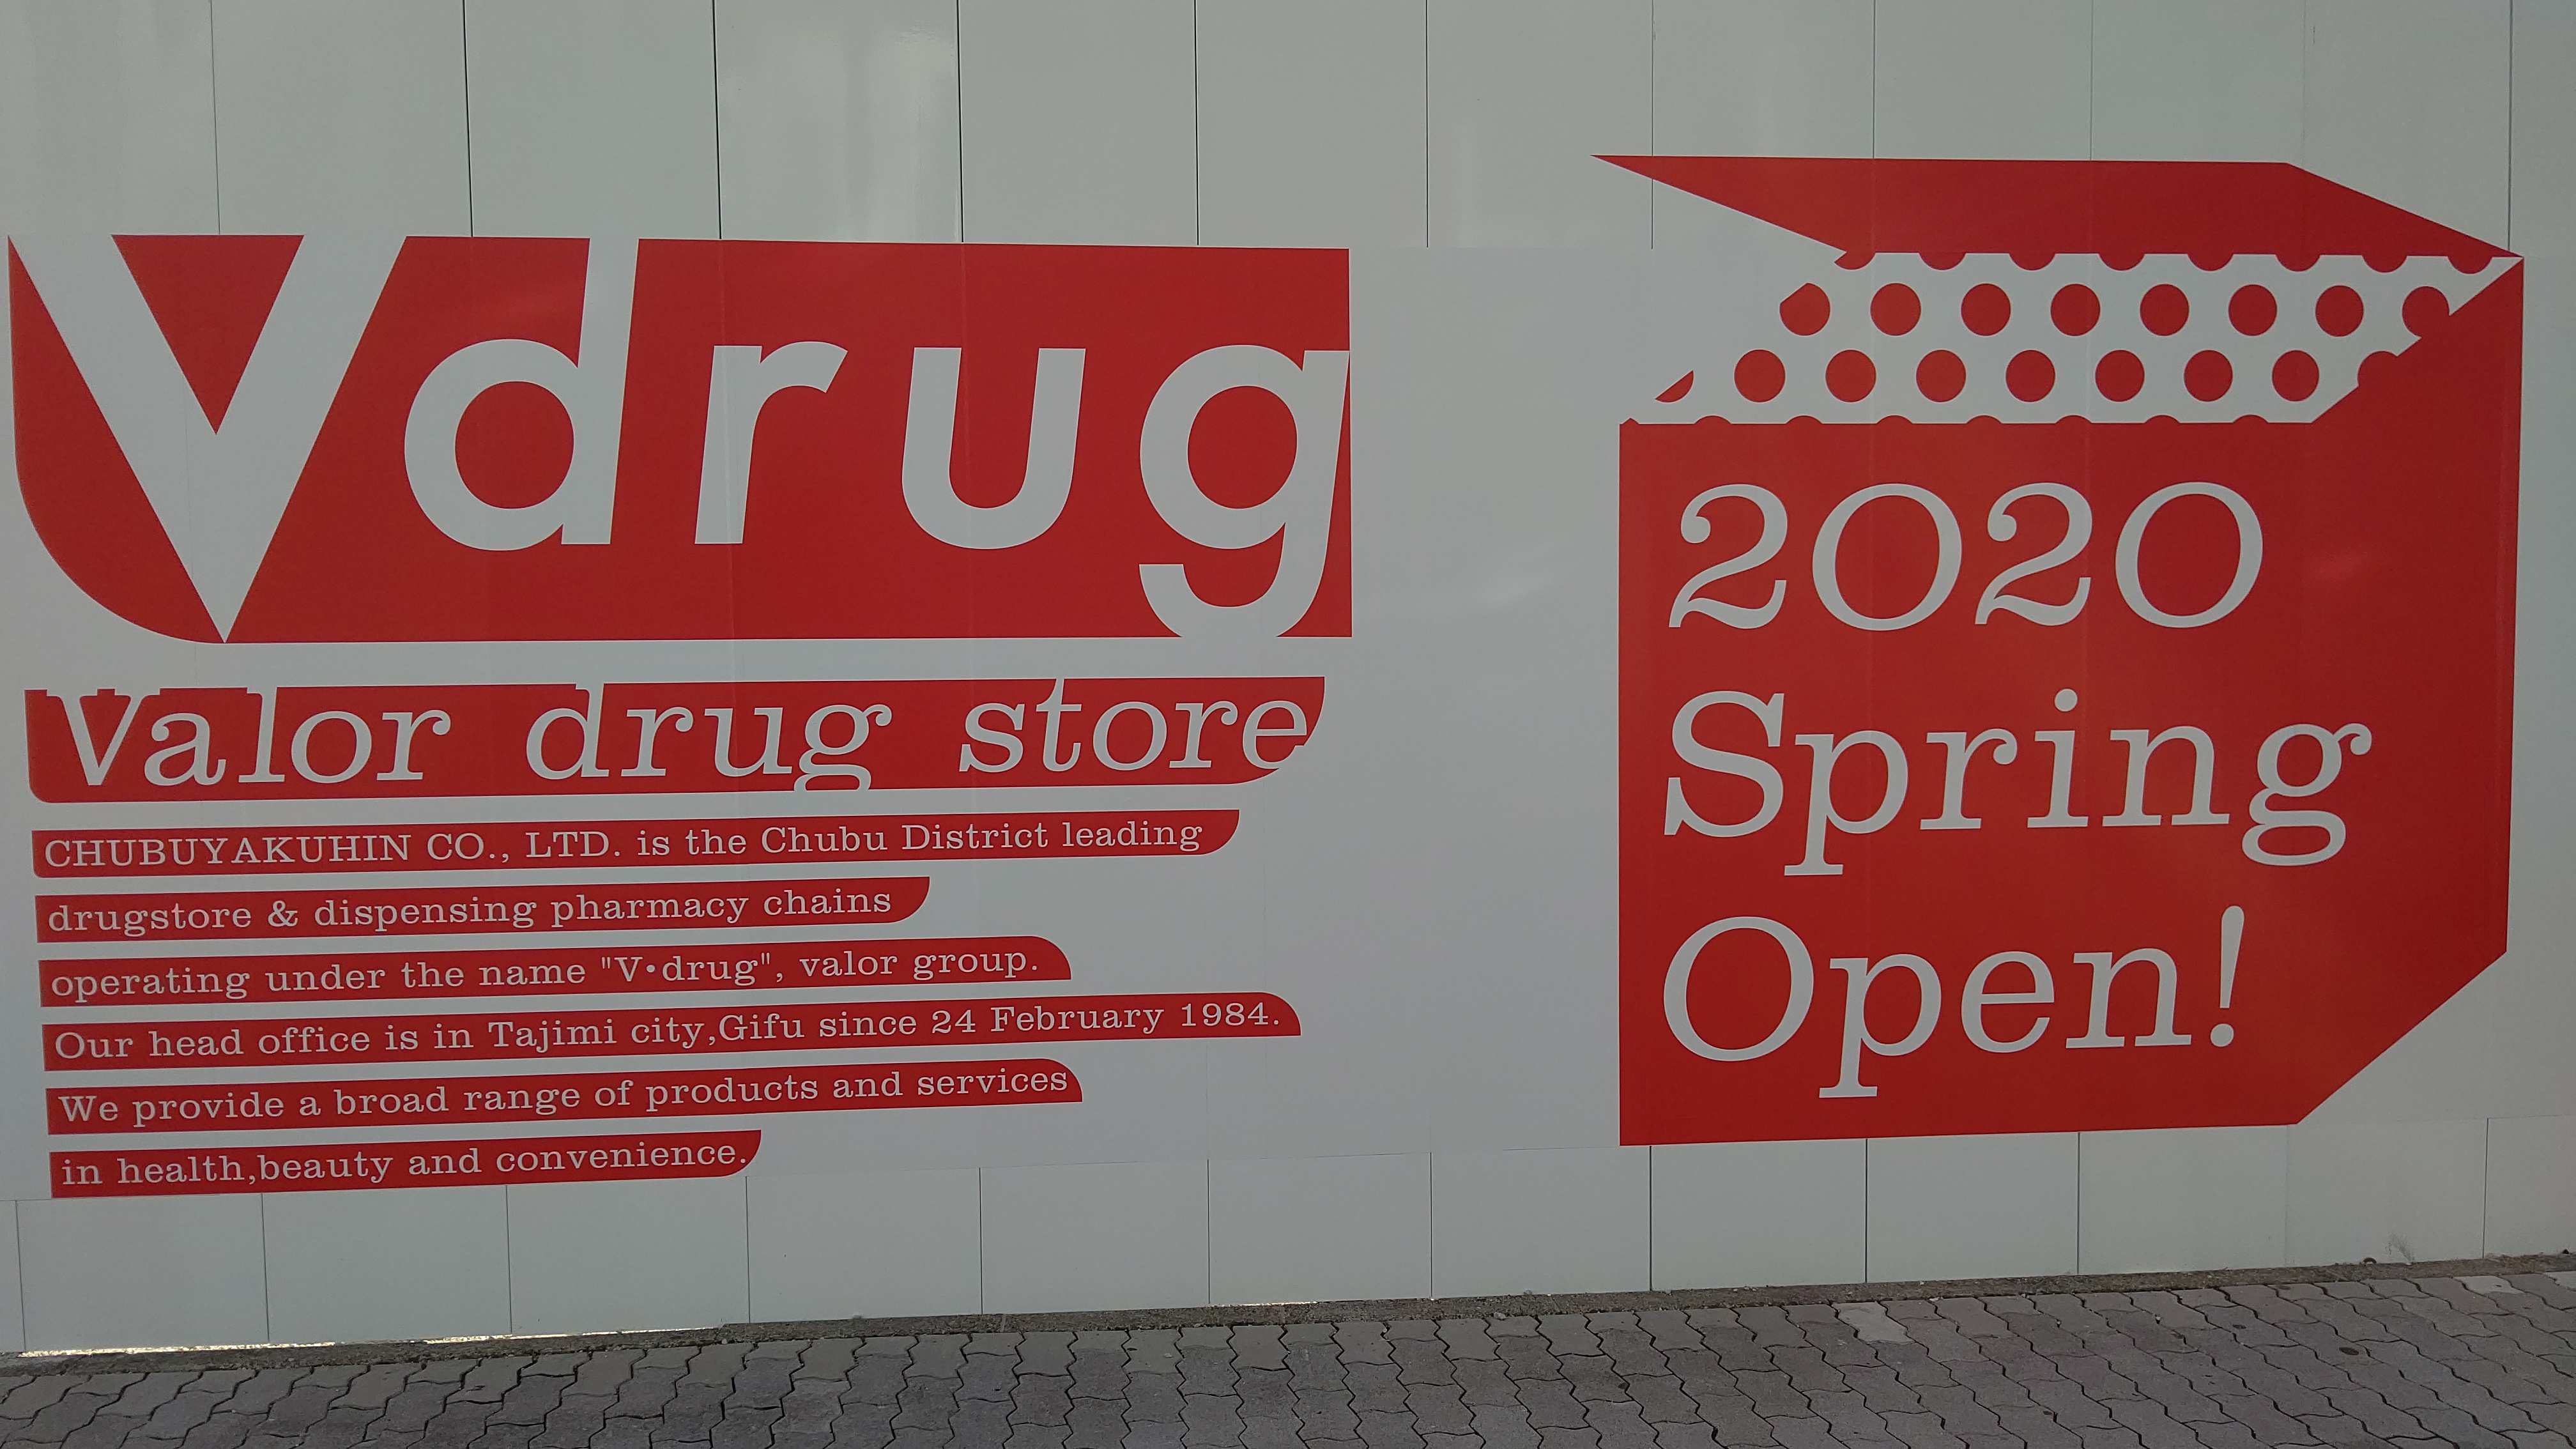 Vdrug
Valor drug store
CHUBUYAKUHIN CO., LTD. is the Chubu District leading
drugstore & dispensing pharmacy chains
operating under the name "V•drug", valor group.
Our head office is in Tajimi city,Gifu since 24 February 1984.
We provide a broad range of products and services
in health,beauty and convenience.
2020
Spring
Open!